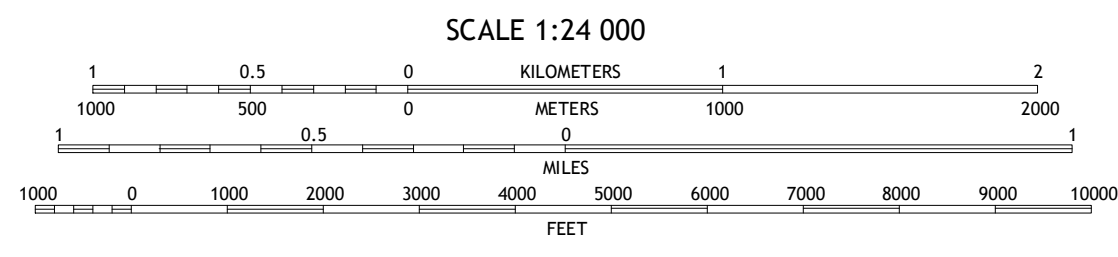 SCALE 1:24 000
1 0.5 0 KILOMETERS 1 2
1000 500 0 METERS 1000 2000
1 0.5 0 1
MILES
1000 0 1000 2000 3000 4000 5000 6000 7000 8000 9000 10000
FEET